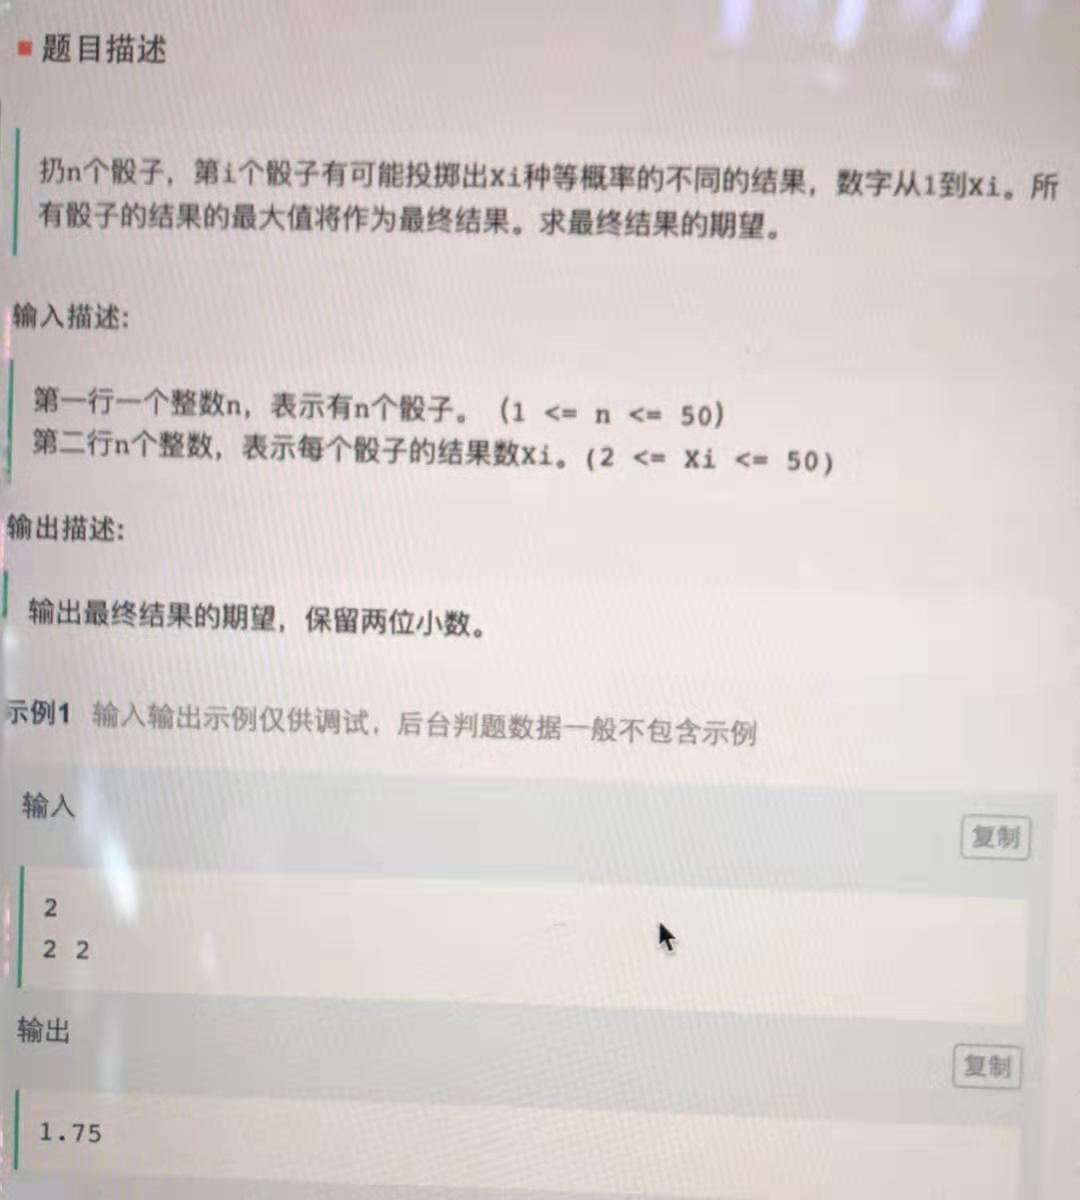 题目描述
扔n个骰子，第i个骰子有可能投掷出Xi种等概率的不同的结果，数字从1到Xi。所
有骰子的结果的最大值将作为最终结果。求最终结果的期望。
输入描述:
第一行一个整数n，表示有n个骰子。（1 <= n <= 50）
第二行n个整数，表示每个骰子的结果数Xi。(2 <= Xi <= 50)
输出描述:
输出最终结果的期望，保留两位小数。
示例1 输入输出示例仅供调试，后台判题数据一般不包含示例
输入
复制
2
2 2
输出
复制
1.75